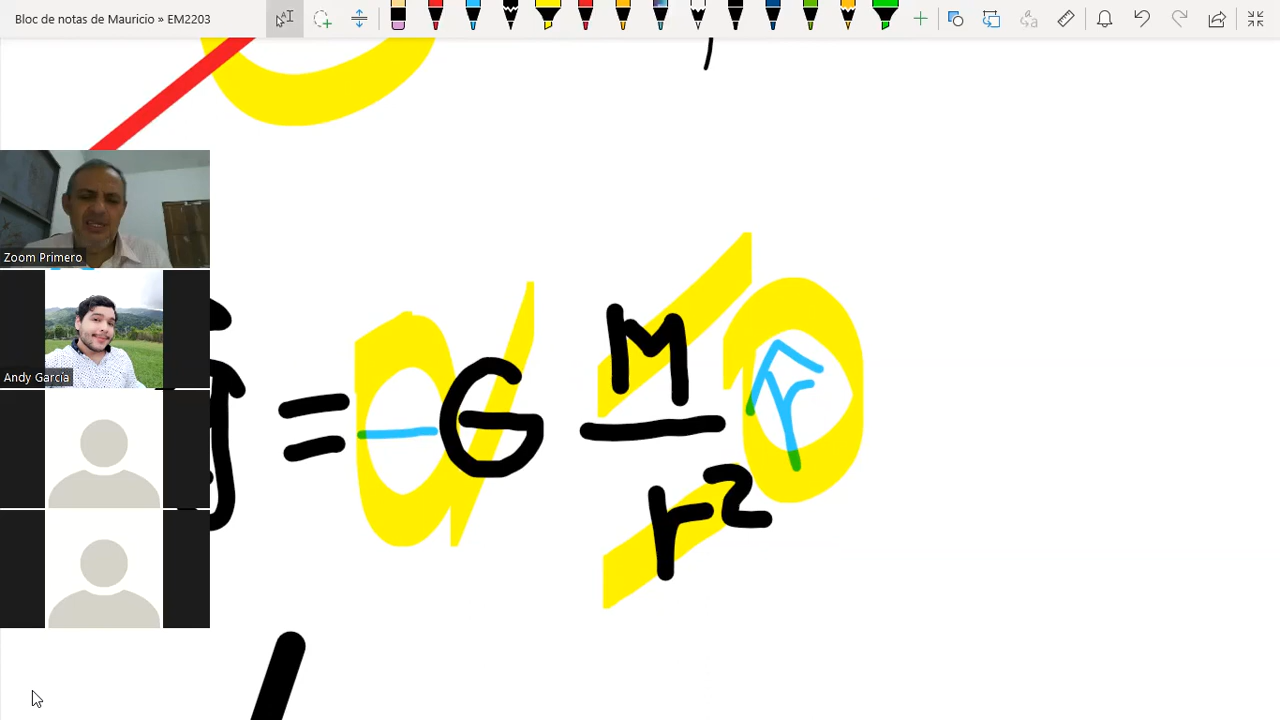 Bloc de notas de Mauricio » EM2203
Zoom Primero
Andy García
g = -G M/r² r̂